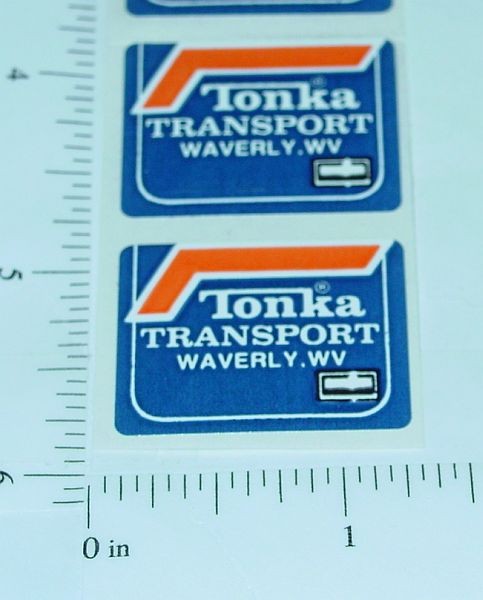 4
Tonka®
TRANSPORT
WAVERLY.WV
5
Tonka®
TRANSPORT
WAVERLY.WV
6
0 in
1